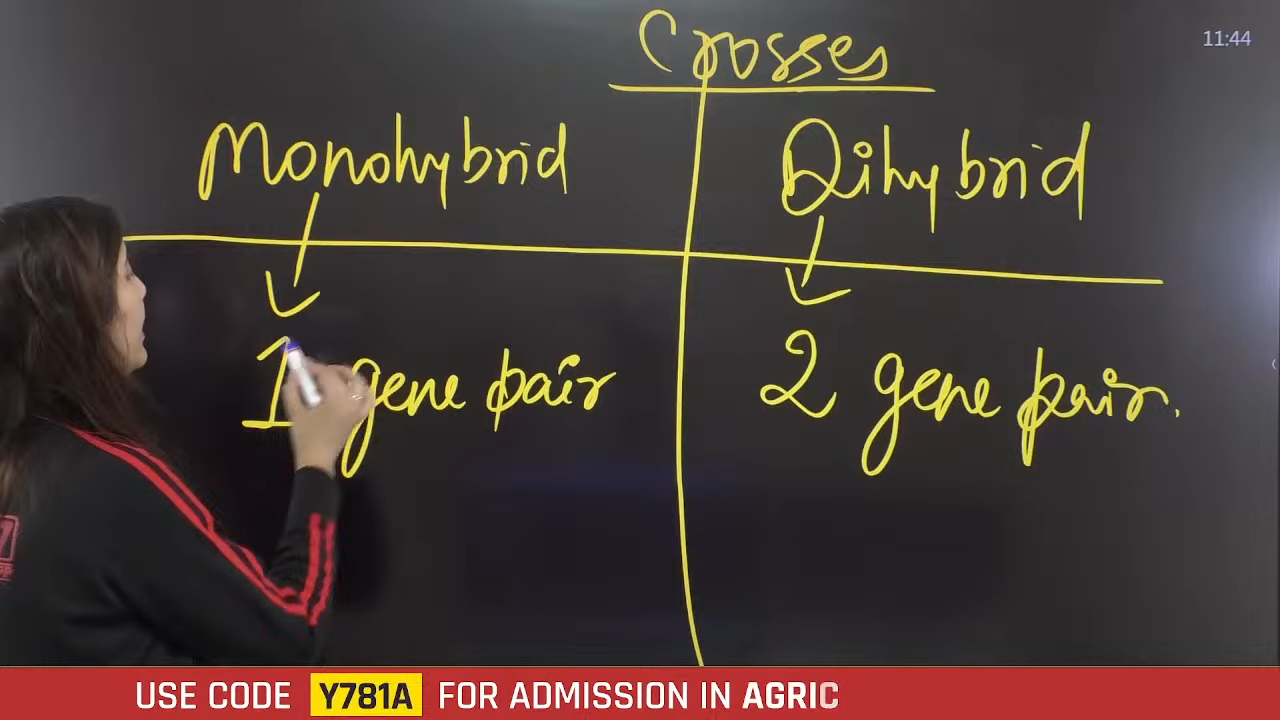 Crosses
11:44
Monohybrid
Dihybrid
1 gene pair
2 gene pair.
USE CODE Y781A FOR ADMISSION IN AGRIC